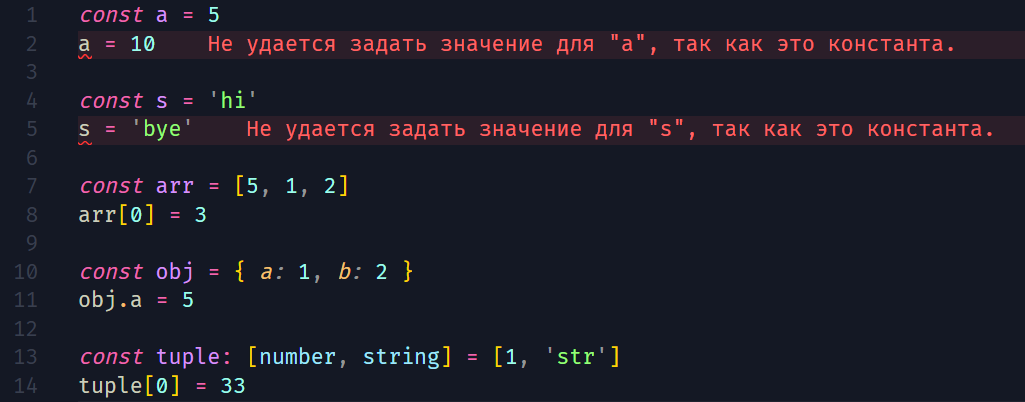 1 const a = 5
2 a = 10 Не удается задать значение для "a", так как это константа.
3
4 const s = 'hi'
5 s = 'bye' Не удается задать значение для "s", так как это константа.
6
7 const arr = [5, 1, 2]
8 arr[0] = 3
9
10 const obj = { a: 1, b: 2 }
11 obj.a = 5
12
13 const tuple: [number, string] = [1, 'str']
14 tuple[0] = 33